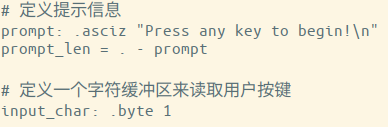 # 定义提示信息
prompt: .asciz "Press any key to begin!\n"
prompt_len = . - prompt
# 定义一个字符缓冲区来读取用户按键
input_char: .byte 1